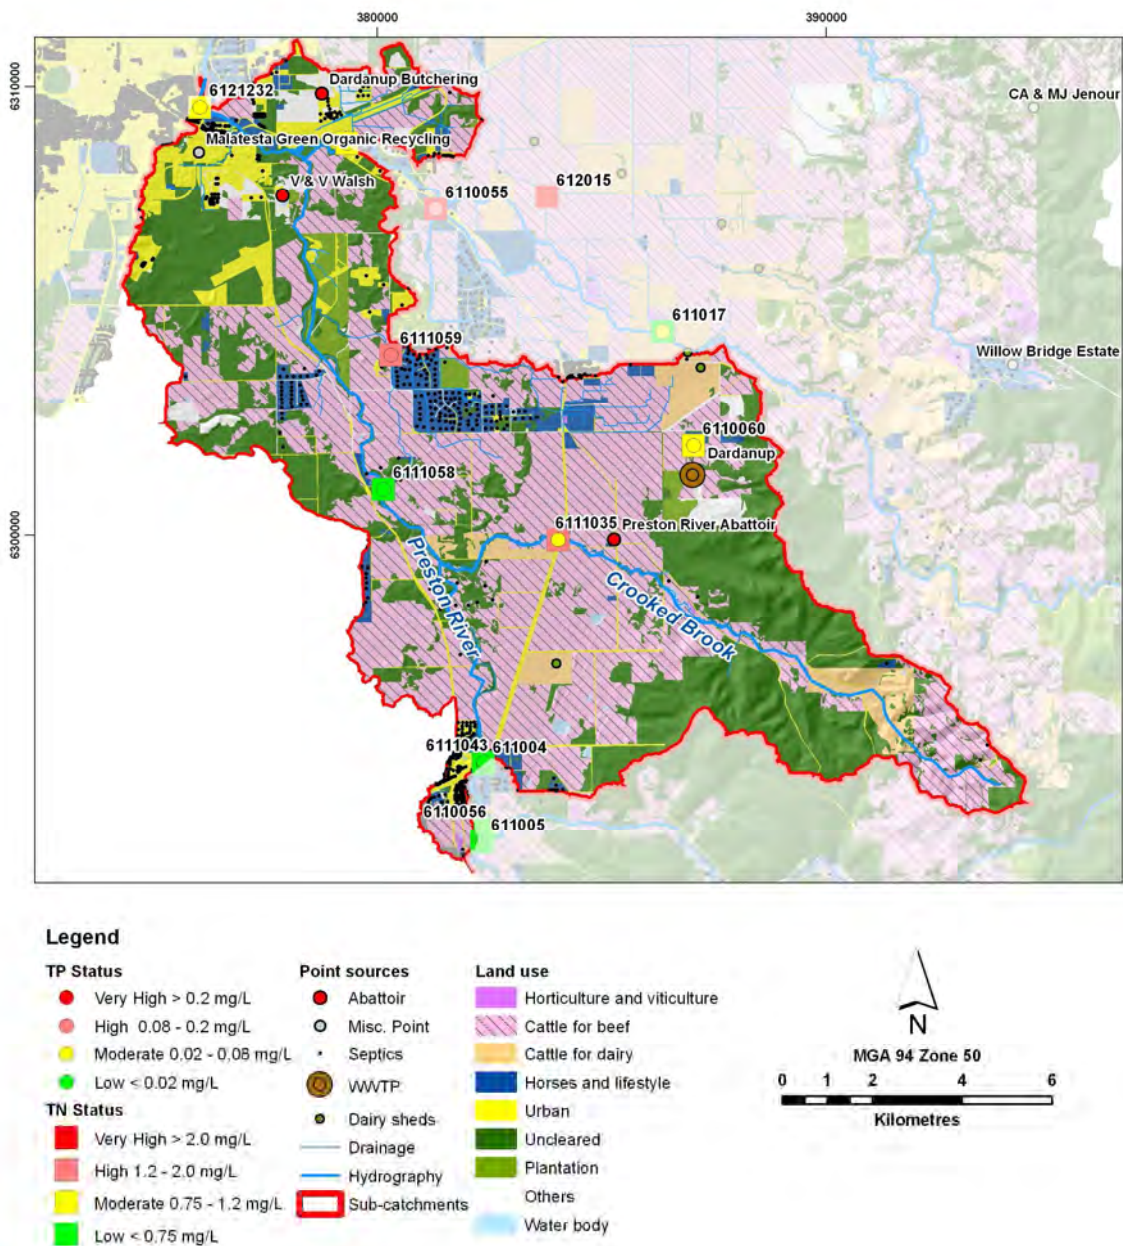 380000
390000
6310000
6300000
6121232
Dardanup Butchering
CA & MJ Jenour
Malatesta Green Organic Recycling
V & V Walsh
6110055
612015
611017
6111059
Willow Bridge Estate
6110060
Dardanup
6111058
6111035
Preston River Abattoir
Preston River
Crooked Brook
6111043
611004
6110056
611005
Legend
TP Status
Very High > 0.2 mg/L
High 0.08 - 0.2 mg/L
Moderate 0.02 - 0.08 mg/L
Low < 0.02 mg/L
TN Status
Very High > 2.0 mg/L
High 1.2 - 2.0 mg/L
Moderate 0.75 - 1.2 mg/L
Low < 0.75 mg/L
Point sources
Abattoir
Misc. Point
Septics
WWTP
Dairy sheds
Drainage
Hydrography
Sub-catchments
Land use
Horticulture and viticulture
Cattle for beef
Cattle for dairy
Horses and lifestyle
Urban
Uncleared
Plantation
Others
Water body
N
MGA 94 Zone 50
0 1 2 4 6
Kilometres